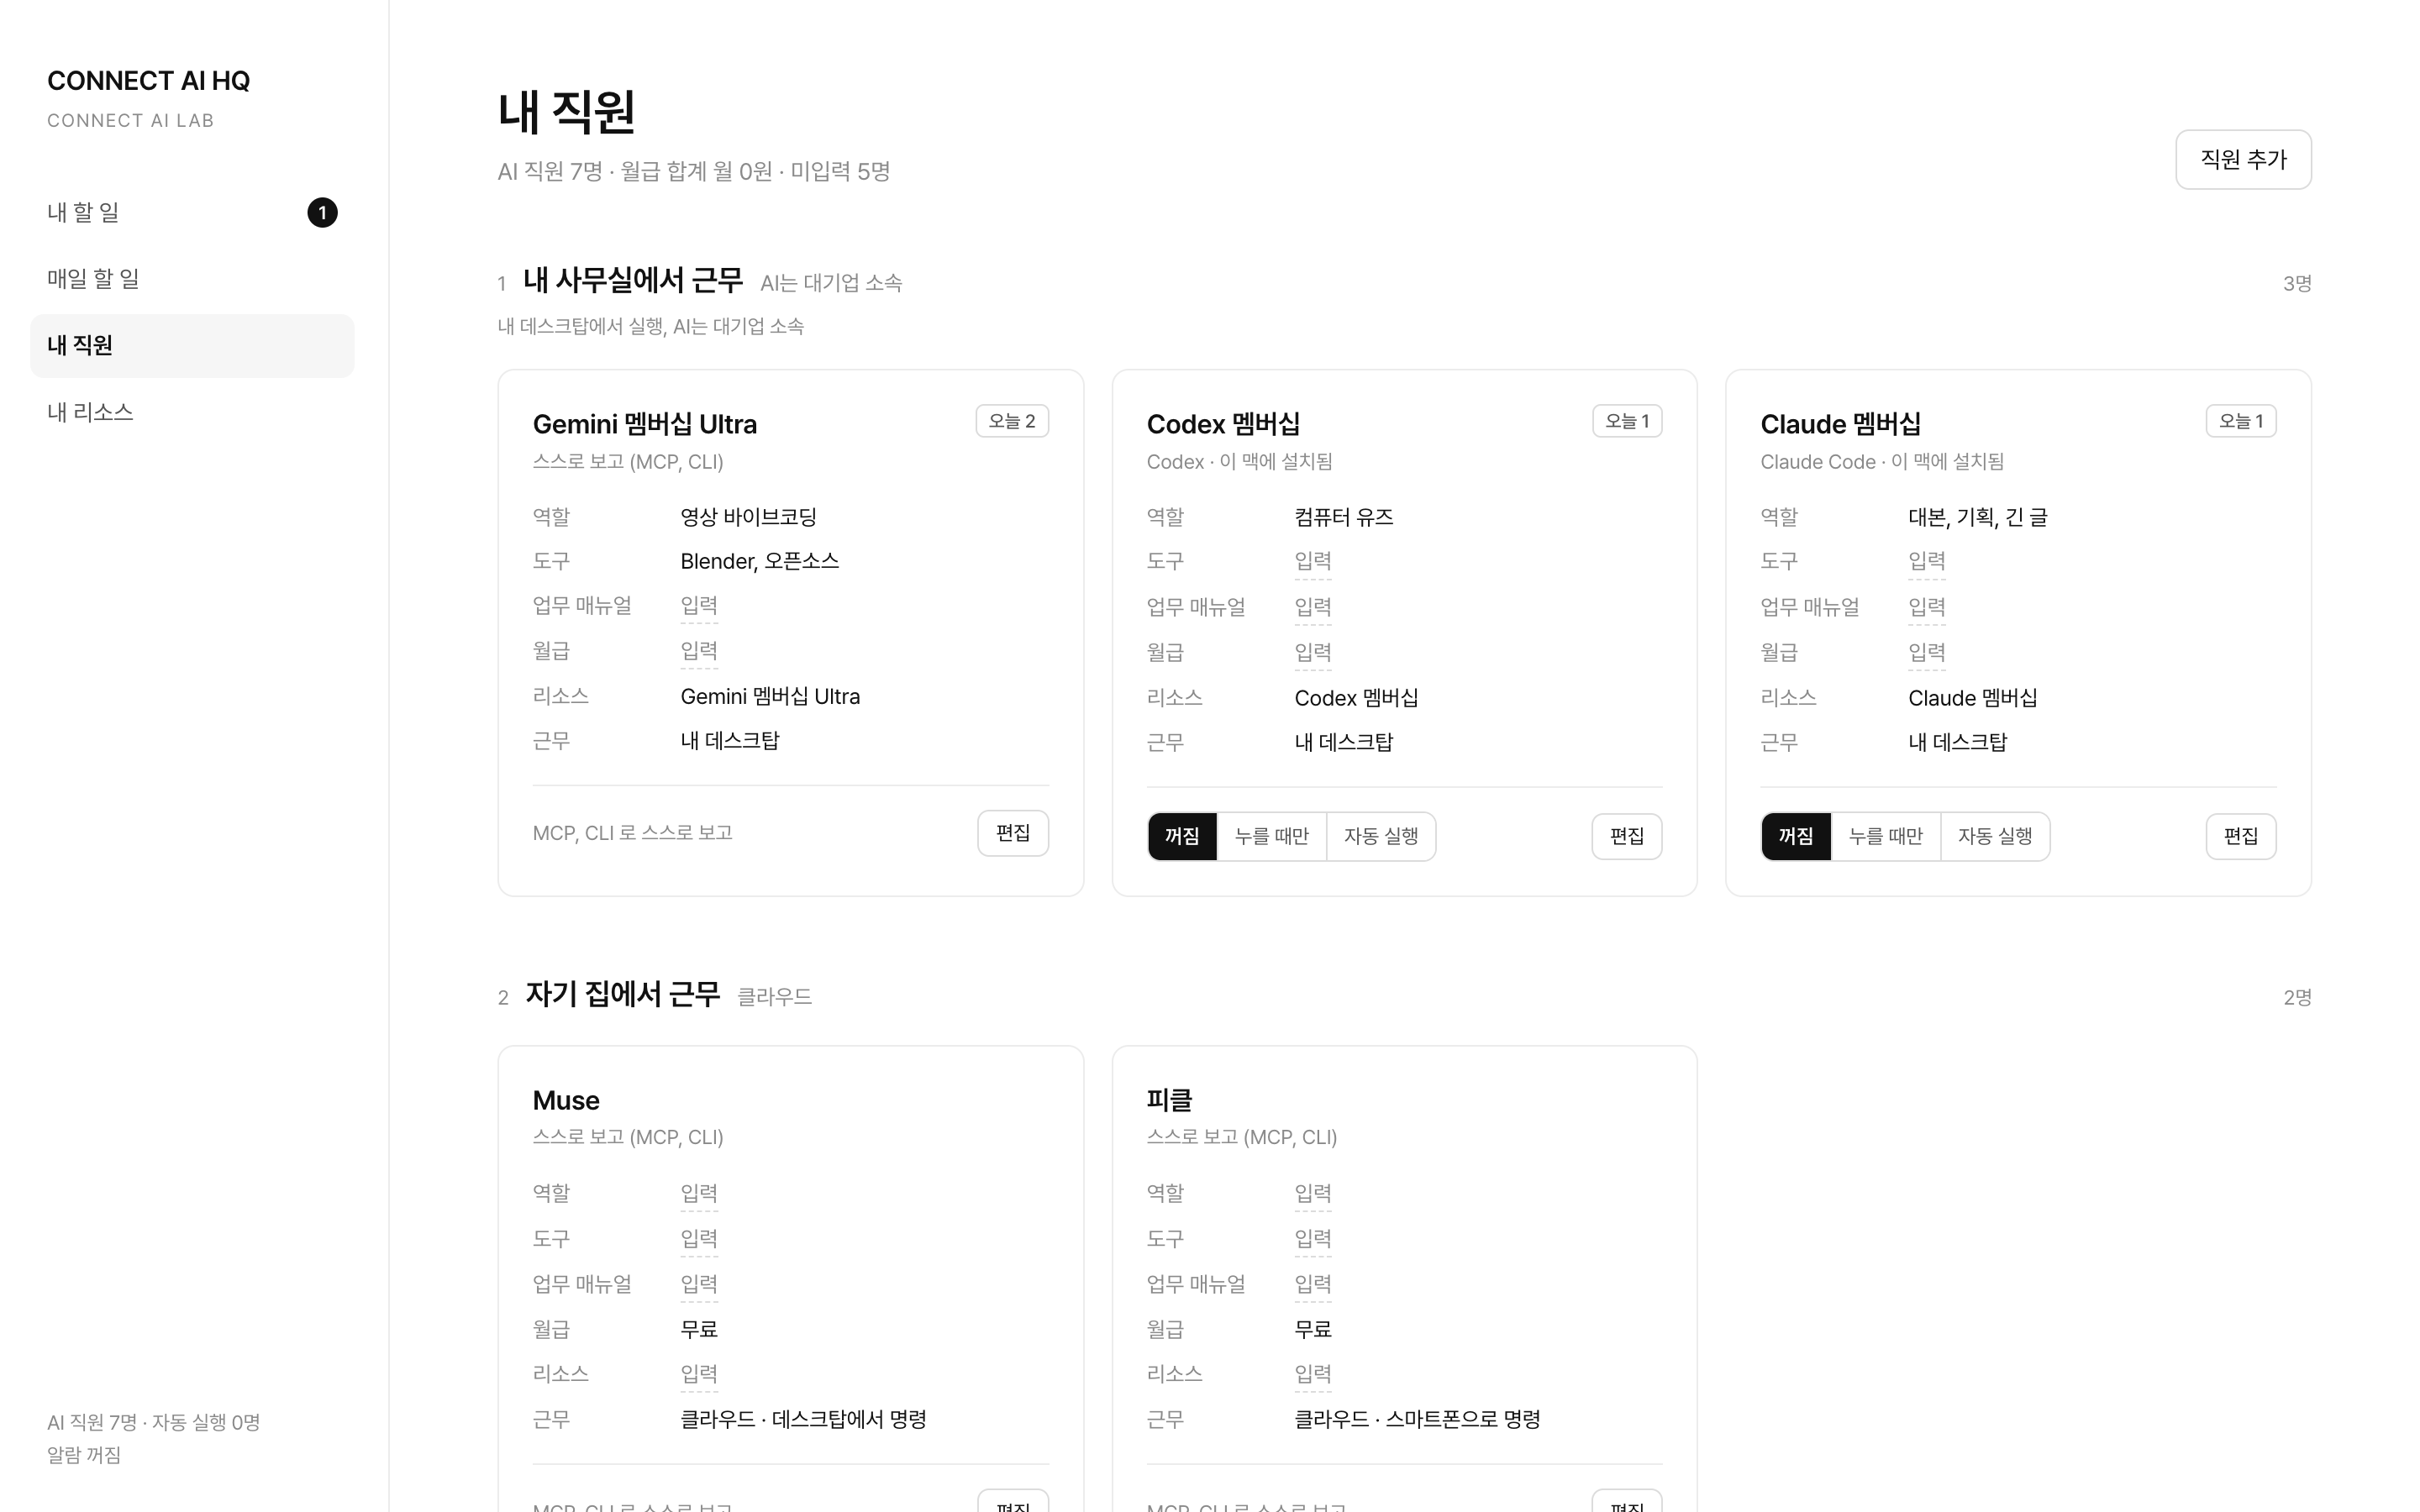 CONNECT AI HQ
CONNECT AI LAB
내 할 일 1
매일 할 일
내 직원
내 리소스
AI 직원 7명 · 자동 실행 0명
알람 꺼짐
내 직원
AI 직원 7명 · 월급 합계 월 0원 · 미입력 5명
직원 추가
1 내 사무실에서 근무 AI는 대기업 소속 3명
내 데스크탑에서 실행, AI는 대기업 소속
Gemini 멤버십 Ultra 오늘 2
스스로 보고 (MCP, CLI)
역할 영상 바이브코딩
도구 Blender, 오픈소스
업무 매뉴얼 입력
월급 입력
리소스 Gemini 멤버십 Ultra
근무 내 데스크탑
MCP, CLI 로 스스로 보고 편집
Codex 멤버십 오늘 1
Codex · 이 맥에 설치됨
역할 컴퓨터 유즈
도구 입력
업무 매뉴얼 입력
월급 입력
리소스 Codex 멤버십
근무 내 데스크탑
꺼짐 누를 때만 자동 실행 편집
Claude 멤버십 오늘 1
Claude Code · 이 맥에 설치됨
역할 대본, 기획, 긴 글
도구 입력
업무 매뉴얼 입력
월급 입력
리소스 Claude 멤버십
근무 내 데스크탑
꺼짐 누를 때만 자동 실행 편집
2 자기 집에서 근무 클라우드 2명
Muse
스스로 보고 (MCP, CLI)
역할 입력
도구 입력
업무 매뉴얼 입력
월급 무료
리소스 입력
근무 클라우드 · 데스크탑에서 명령
MCP, CLI 로 스스로 보고 편집
피클
스스로 보고 (MCP, CLI)
역할 입력
도구 입력
업무 매뉴얼 입력
월급 무료
리소스 입력
근무 클라우드 · 스마트폰으로 명령
MCP, CLI 로 스스로 보고 편집